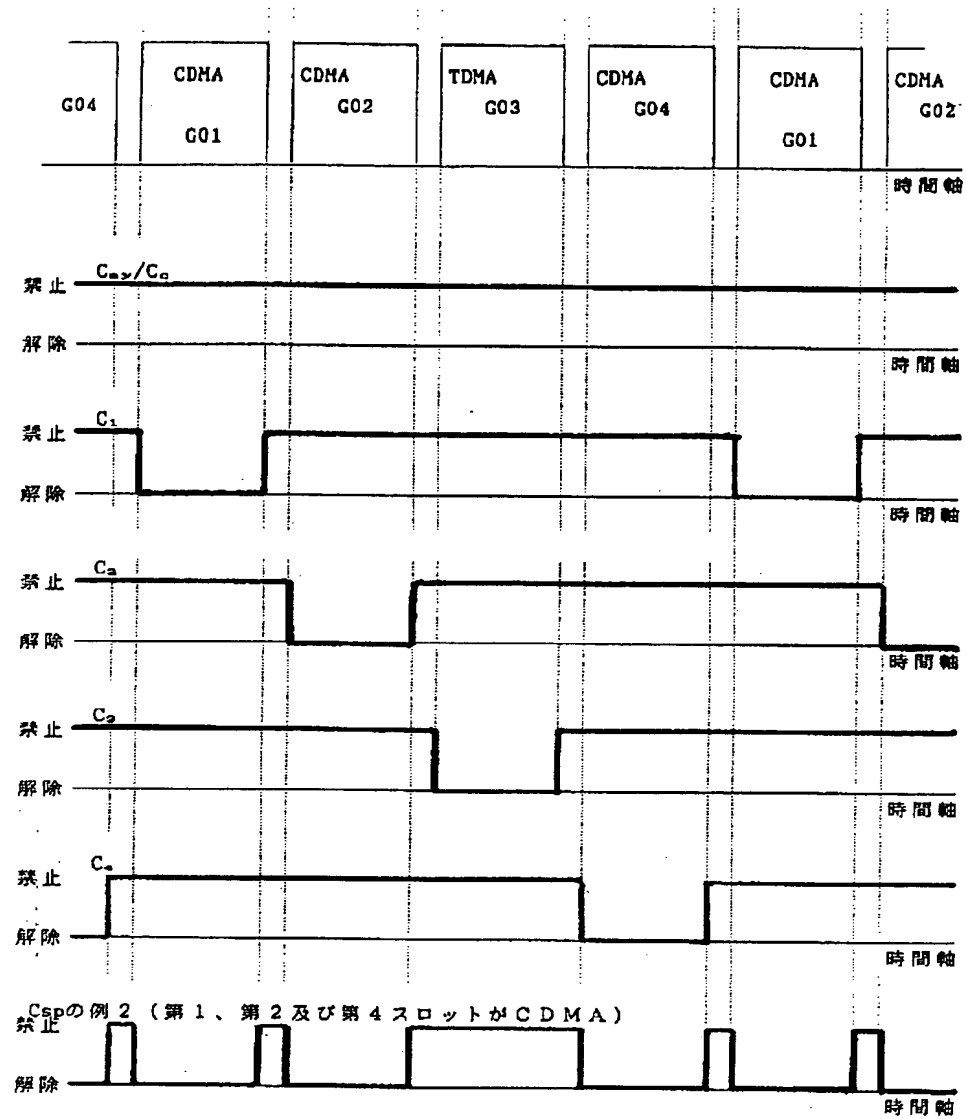 CDMA CDMA TDMA CDMA CDMA CDMA
G04 G02 G03 G04 G02
G01 G01
時間軸
禁止
解除
時間軸
禁止 C₁
解除
時間軸
禁止
解除
時間軸
禁止
解除
時間軸
禁止
解除
時間軸
Cspの例2（第1、第2及び第4スロットがCDMA）
禁止
解除
時間軸